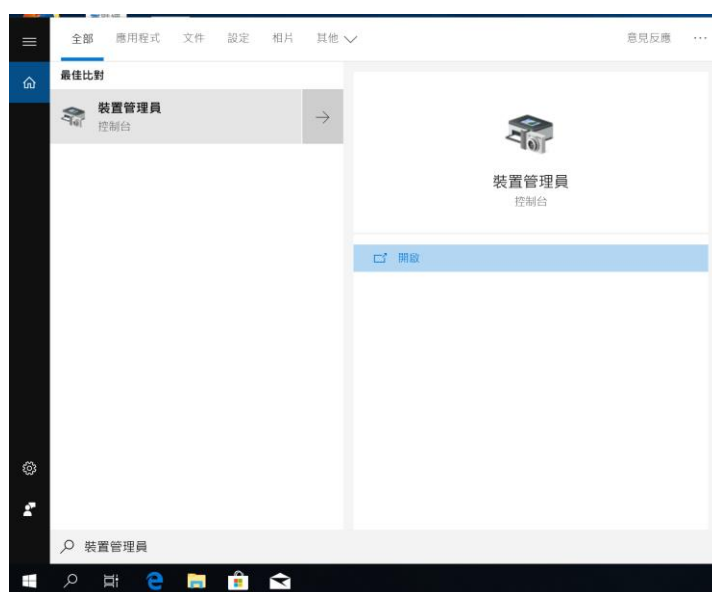 全部 應用程式 文件 設定 相片 其他 意見反應 ...
最佳比對
裝置管理員
控制台
裝置管理員
控制台
開啟
裝置管理員